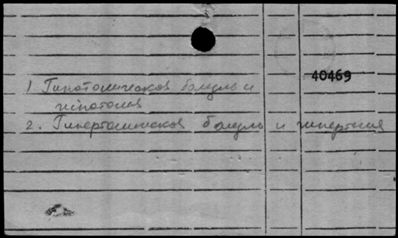 40469
1 Гипотоническая болезнь и
гипотония
2. Гипертоническая болезнь и гипертония